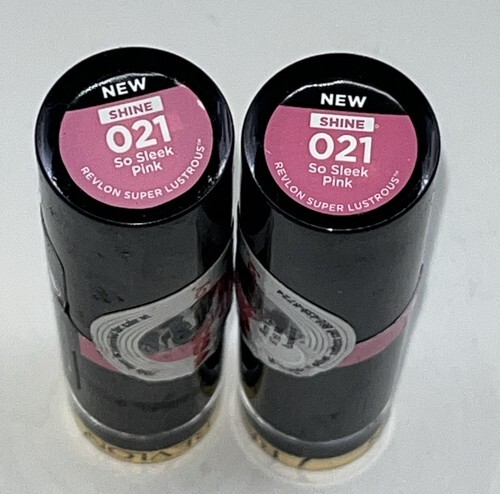 NEW
SHINE
021
So Sleek
Pink
REVLON SUPER LUSTROUS™
NEW
SHINE
021
So Sleek
Pink
REVLON SUPER LUSTROUS™